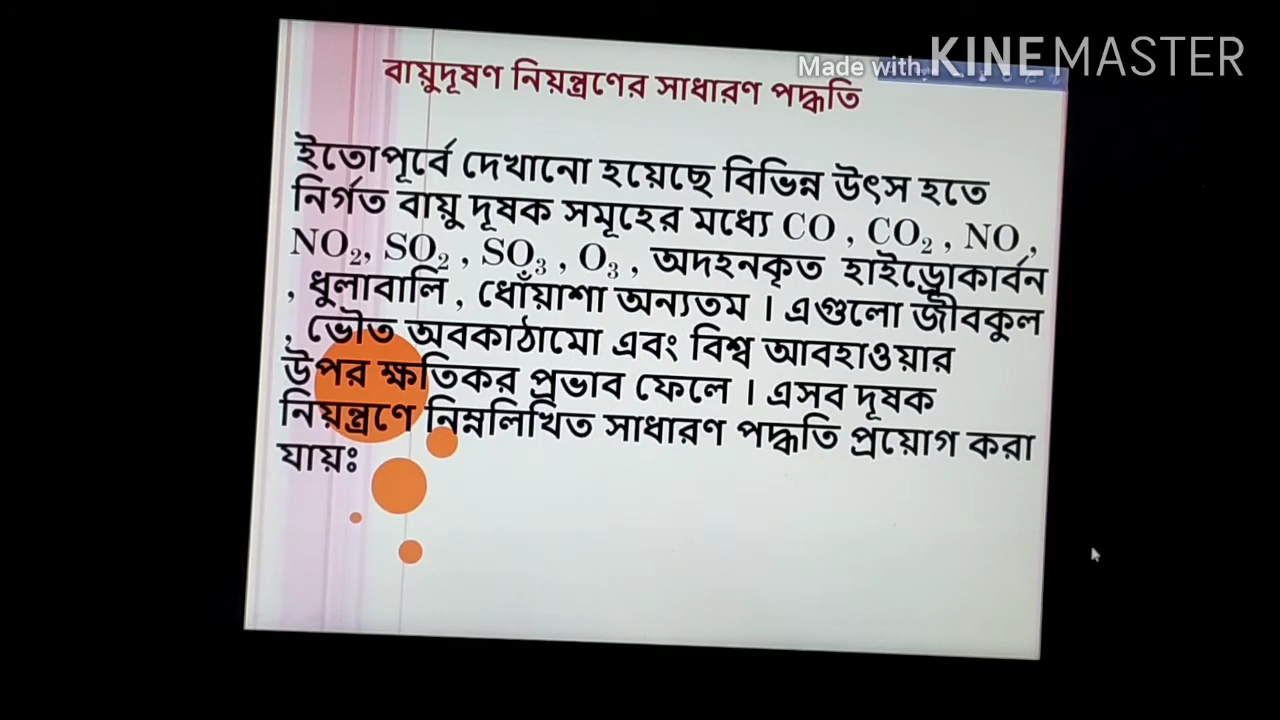 Made with KINEMASTER
বায়ুদূষণ নিয়ন্ত্রণের সাধারণ পদ্ধতি
ইতোপূর্বে দেখানো হয়েছে বিভিন্ন উৎস হতে
নির্গত বায়ু দূষক সমূহের মধ্যে CO , CO₂ , NO ,
NO₂, SO₂ , SO₃ , O₃ , অদহনকৃত হাইড্রোকার্বন
, ধুলাবালি , ধোঁয়াশা অন্যতম । এগুলো জীবকুল
, ভৌত অবকাঠামো এবং বিশ্ব আবহাওয়ার
উপর ক্ষতিকর প্রভাব ফেলে । এসব দূষক
নিয়ন্ত্রণে নিম্নলিখিত সাধারণ পদ্ধতি প্রয়োগ করা
যায়ঃ